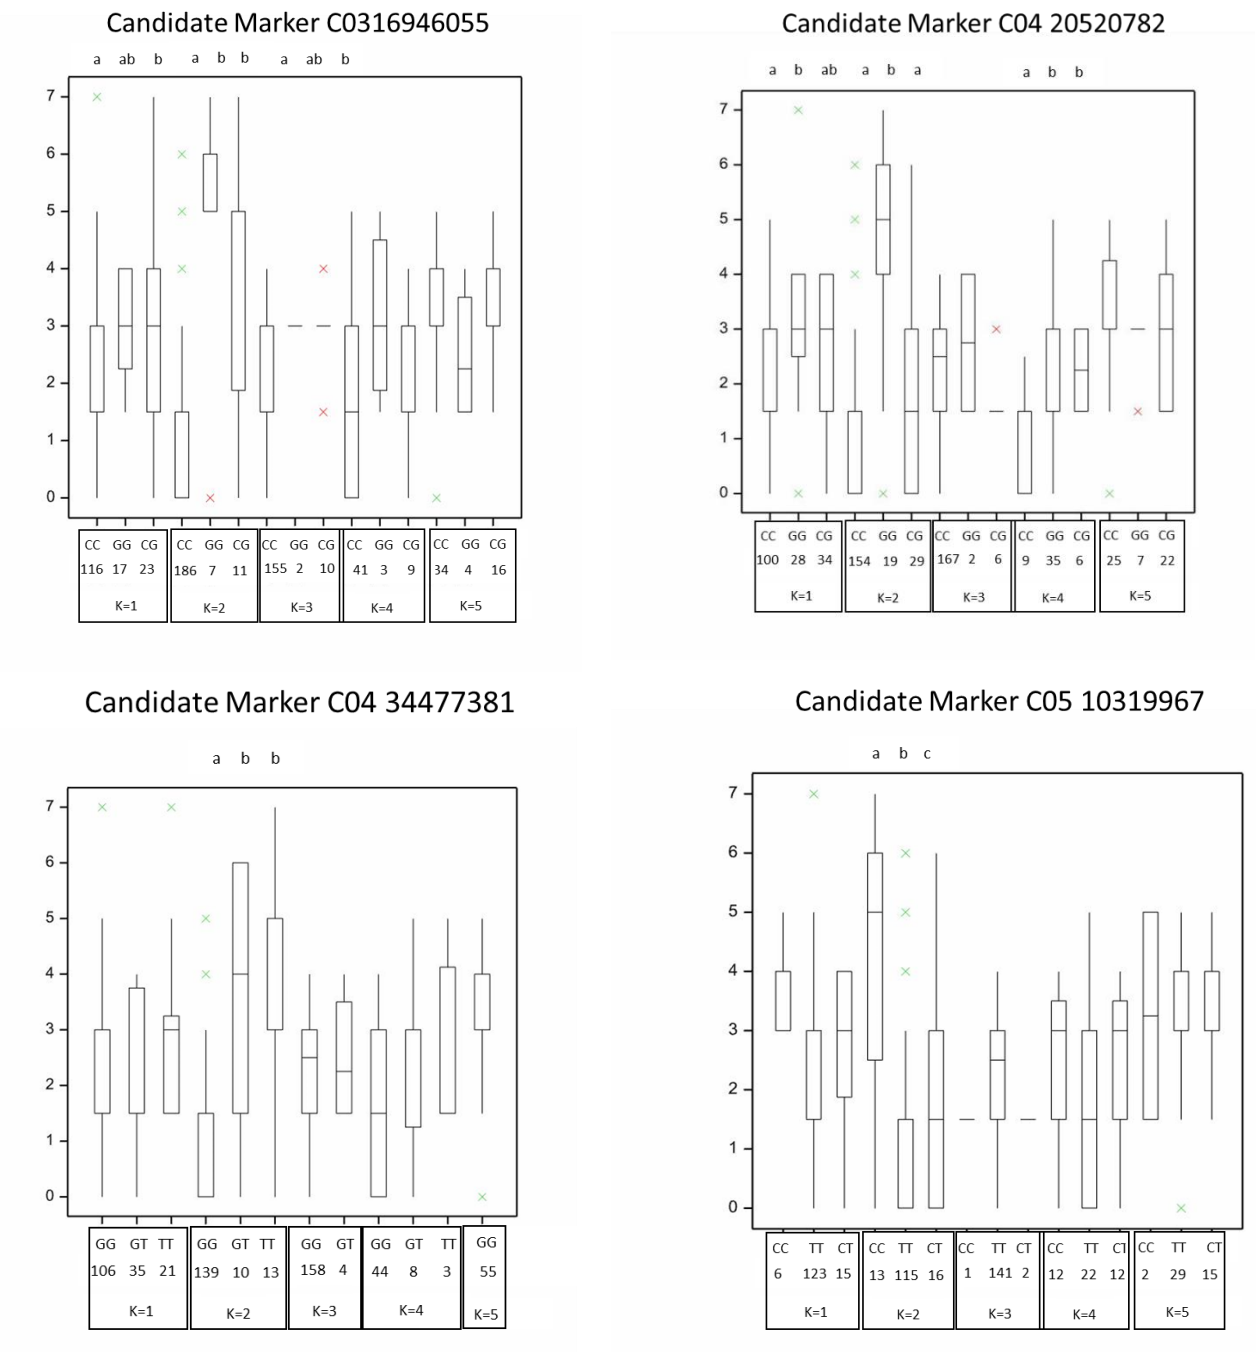 Candidate Marker C0316946055
a ab b a b b a ab b
7
6
5
4
3
2
1
0
CC GG CG CC GG CG CC GG CG CC GG CG CC GG CG
116 17 23 186 7 11 155 2 10 41 3 9 34 4 16
K=1 K=2 K=3 K=4 K=5
Candidate Marker C04 20520782
a b ab a b a a b b
7
6
5
4
3
2
1
0
CC GG CG CC GG CG CC GG CG CC GG CG CC GG CG
100 28 34 154 19 29 167 2 6 9 35 6 25 7 22
K=1 K=2 K=3 K=4 K=5
Candidate Marker C04 34477381
a b b
7
6
5
4
3
2
1
0
GG GT TT GG GT TT GG GT GG GT TT GG
106 35 21 139 10 13 158 4 44 8 3 55
K=1 K=2 K=3 K=4 K=5
Candidate Marker C05 10319967
a b c
7
6
5
4
3
2
1
0
CC TT CT CC TT CT CC TT CT CC TT CT CC TT CT
6 123 15 13 115 16 1 141 2 12 22 12 2 29 15
K=1 K=2 K=3 K=4 K=5